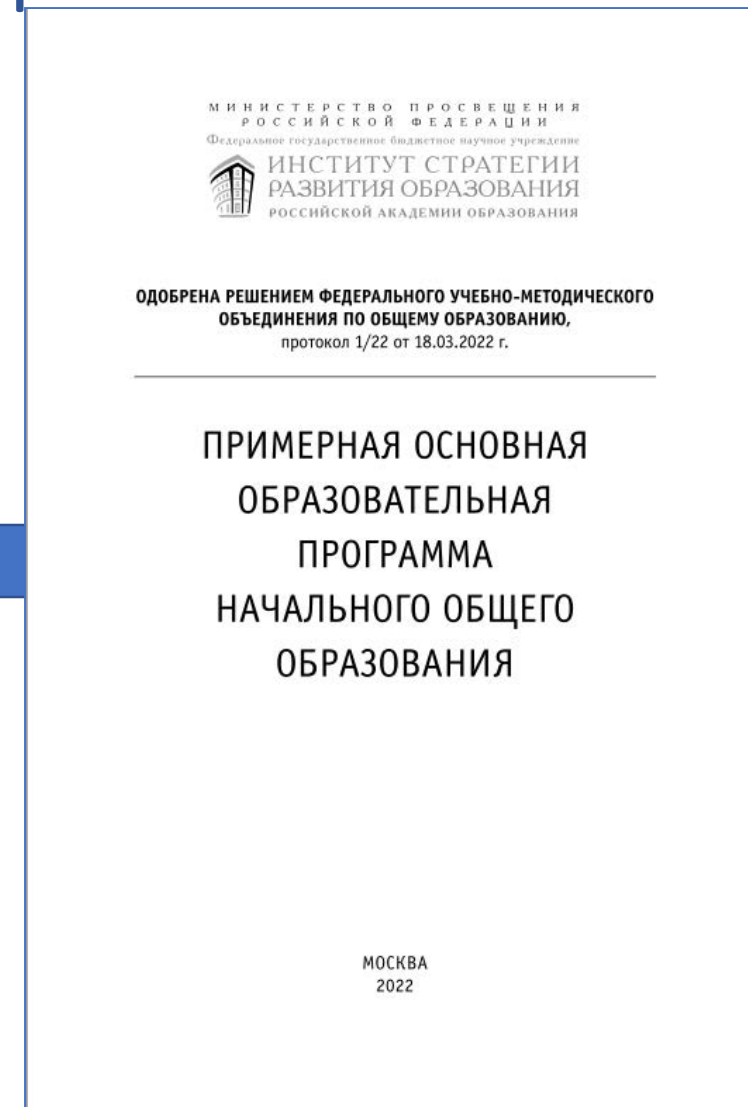 МИНИСТЕРСТВО ПРОСВЕЩЕНИЯ
РОССИЙСКОЙ ФЕДЕРАЦИИ
Федеральное государственное бюджетное научное учреждение
ИНСТИТУТ СТРАТЕГИИ
РАЗВИТИЯ ОБРАЗОВАНИЯ
РОССИЙСКОЙ АКАДЕМИИ ОБРАЗОВАНИЯ
ОДОБРЕНА РЕШЕНИЕМ ФЕДЕРАЛЬНОГО УЧЕБНО-МЕТОДИЧЕСКОГО
ОБЪЕДИНЕНИЯ ПО ОБЩЕМУ ОБРАЗОВАНИЮ,
протокол 1/22 от 18.03.2022 г.
ПРИМЕРНАЯ ОСНОВНАЯ
ОБРАЗОВАТЕЛЬНАЯ
ПРОГРАММА
НАЧАЛЬНОГО ОБЩЕГО
ОБРАЗОВАНИЯ
МОСКВА
2022